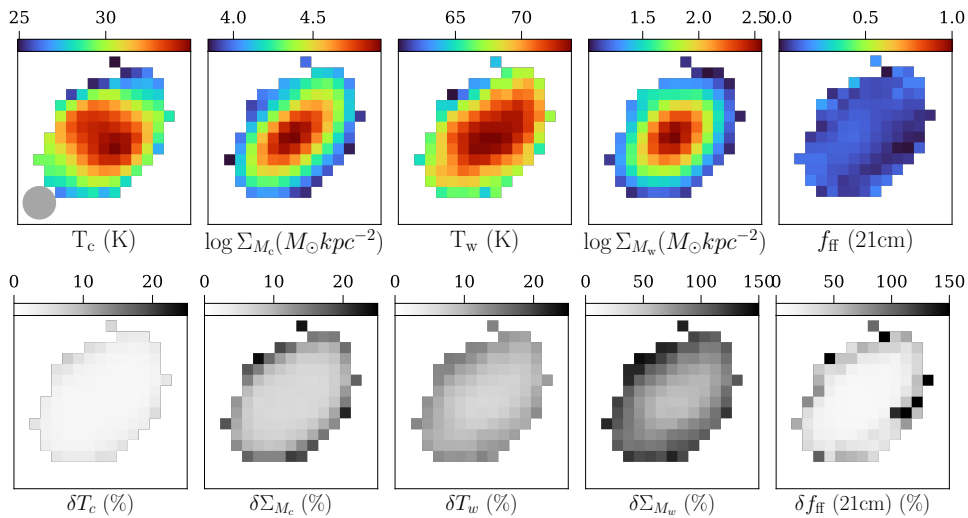 25 30 4.0 4.5 65 70 1.5 2.0 2.5 0.0 0.5 1.0
T_c (K) log Σ_{M_c}(M_⊙kpc^{-2}) T_w (K) log Σ_{M_w}(M_⊙kpc^{-2}) f_ff (21cm)
0 10 20 0 10 20 0 10 20 0 50 100 150 0 50 100 150
δT_c (%) δΣ_{M_c} (%) δT_w (%) δΣ_{M_w} (%) δf_ff (21cm) (%)